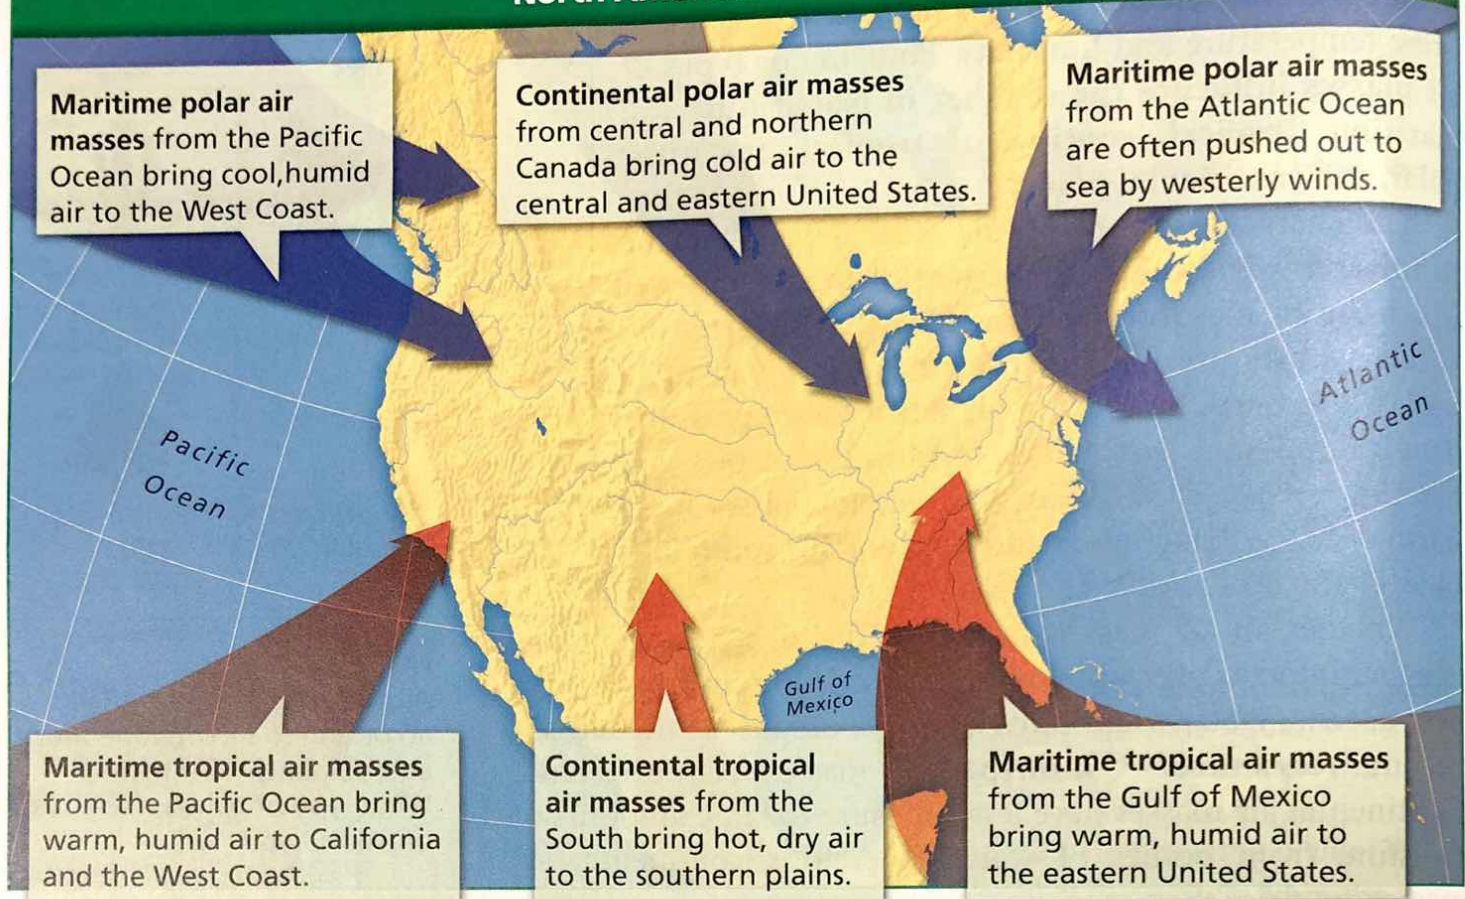 Maritime polar air
masses from the Pacific
Ocean bring cool,humid
air to the West Coast.
Continental polar air masses
from central and northern
Canada bring cold air to the
central and eastern United States.
Maritime polar air masses
from the Atlantic Ocean
are often pushed out to
sea by westerly winds.
Pacific
Ocean
Atlantic
Ocean
Gulf of
Mexico
Maritime tropical air masses
from the Pacific Ocean bring
warm, humid air to California
and the West Coast.
Continental tropical
air masses from the
South bring hot, dry air
to the southern plains.
Maritime tropical air masses
from the Gulf of Mexico
bring warm, humid air to
the eastern United States.